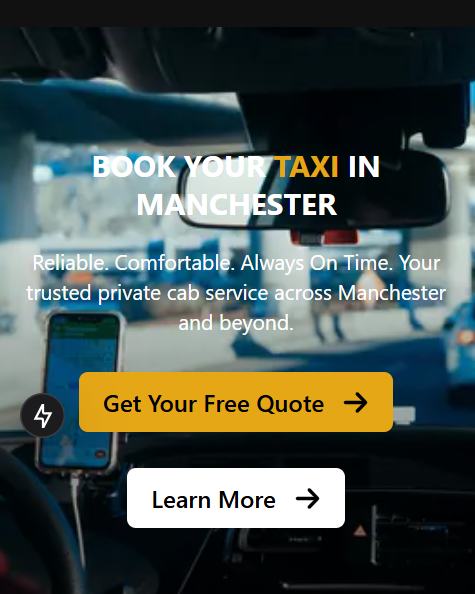 BOOK YOUR TAXI IN
MANCHESTER
Reliable. Comfortable. Always On Time. Your
trusted private cab service across Manchester
and beyond.
Get Your Free Quote
Learn More